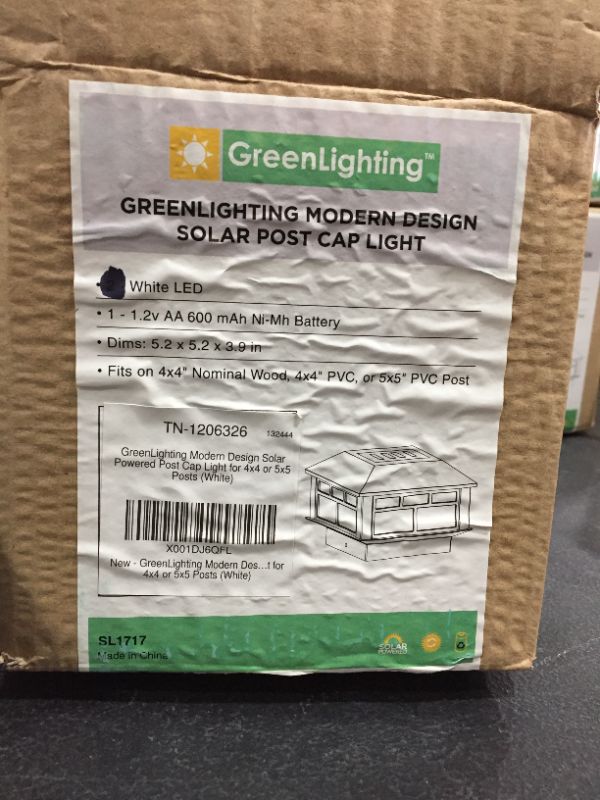 GreenLighting™
GREENLIGHTING MODERN DESIGN
SOLAR POST CAP LIGHT
White LED
• 1 - 1.2v AA 600 mAh Ni-Mh Battery
• Dims: 5.2 x 5.2 x 3.9 in
• Fits on 4x4" Nominal Wood, 4x4" PVC, or 5x5" PVC Post
TN-1206326 132444
GreenLighting Modern Design Solar
Powered Post Cap Light for 4x4 or 5x5
Posts (White)
X001DJ6QFL
New - GreenLighting Modern Des...t for
4x4 or 5x5 Posts (White)
SL1717
Made in China
SOLAR
POWERED